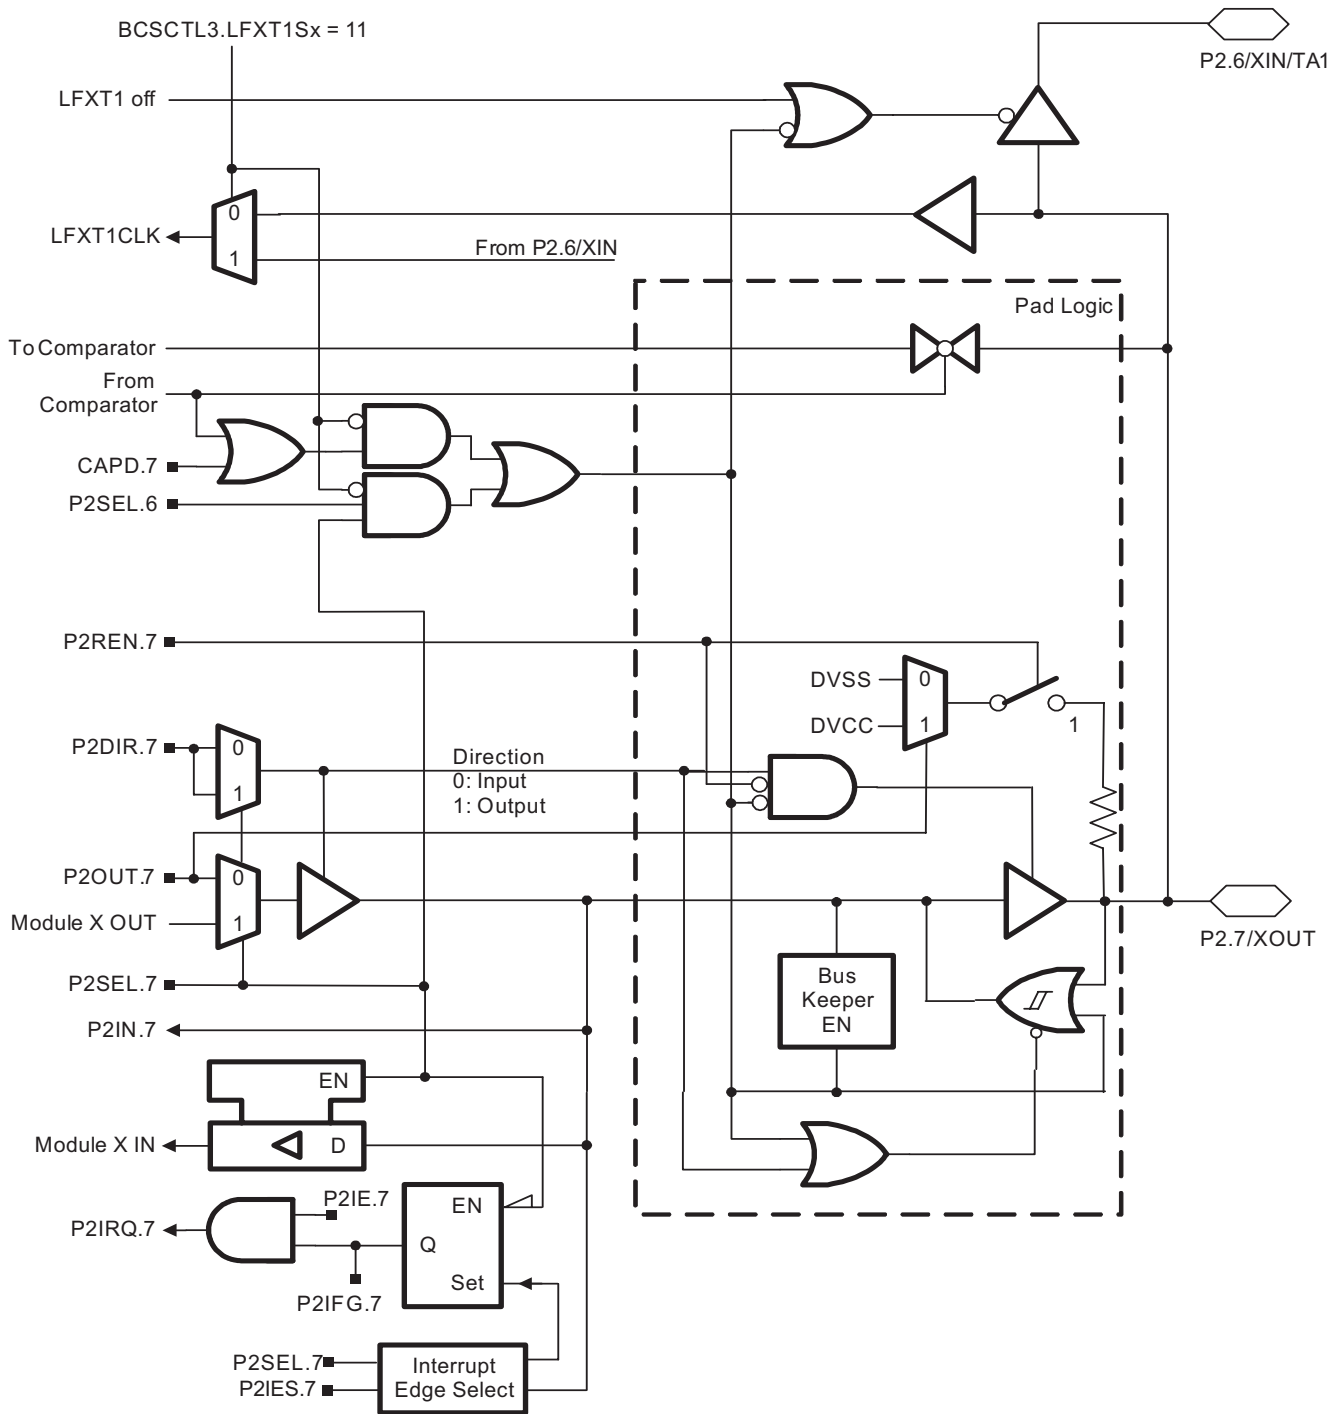 BCSCTL3.LFXT1Sx = 11
P2.6/XIN/TA1
LFXT1 off
0
LFXT1CLK
1
From P2.6/XIN
Pad Logic
To Comparator
From
Comparator
CAPD.7
P2SEL.6
P2REN.7
DVSS
0
DVCC
1
1
P2DIR.7
0
1
Direction
0: Input
1: Output
P2OUT.7
0
Module X OUT
1
P2.7/XOUT
P2SEL.7
Bus
Keeper
EN
P2IN.7
EN
Module X IN
D
P2IE.7
EN
P2IRQ.7
Q
Set
P2IFG.7
P2SEL.7
P2IES.7
Interrupt
Edge Select